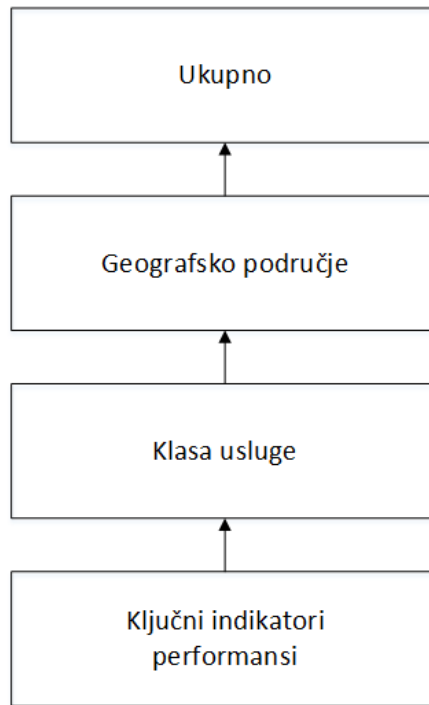 Ukupno
Geografsko područje
Klasa usluge
Ključni indikatori
performansi